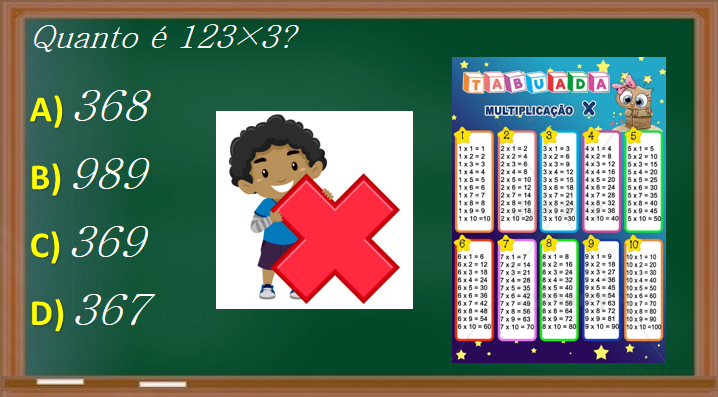 Quanto é 123×3?
A) 368
B) 989
C) 369
D) 367
TABUADA
MULTIPLICAÇÃO X
1
1 x 1 = 1
1 x 2 = 2
1 x 3 = 3
1 x 4 = 4
1 x 5 = 5
1 x 6 = 6
1 x 7 = 7
1 x 8 = 8
1 x 9 = 9
1 x 10 =10
2
2 x 1 = 2
2 x 2 = 4
2 x 3 = 6
2 x 4 = 8
2 x 5 = 10
2 x 6 = 12
2 x 7 = 14
2 x 8 = 16
2 x 9 = 18
2 x 10 =20
3
3 x 1 = 3
3 x 2 = 6
3 x 3 = 9
3 x 4 = 12
3 x 5 = 15
3 x 6 = 18
3 x 7 = 21
3 x 8 = 24
3 x 9 = 27
3 x 10 =30
4
4 x 1 = 4
4 x 2 = 8
4 x 3 = 12
4 x 4 = 16
4 x 5 = 20
4 x 6 = 24
4 x 7 = 28
4 x 8 = 32
4 x 9 = 36
4 x 10 = 40
5
5 x 1 = 5
5 x 2 = 10
5 x 3 = 15
5 x 4 = 20
5 x 5 = 25
5 x 6 = 30
5 x 7 = 35
5 x 8 = 40
5 x 9 = 45
5 x 10 = 50
6
6 x 1 = 6
6 x 2 = 12
6 x 3 = 18
6 x 4 = 24
6 x 5 = 30
6 x 6 = 36
6 x 7 = 42
6 x 8 = 48
6 x 9 = 54
6 x 10 = 60
7
7 x 1 = 7
7 x 2 = 14
7 x 3 = 21
7 x 4 = 28
7 x 5 = 35
7 x 6 = 42
7 x 7 = 49
7 x 8 = 56
7 x 9 = 63
7 x 10 = 70
8
8 x 1 = 8
8 x 2 = 16
8 x 3 = 24
8 x 4 = 32
8 x 5 = 40
8 x 6 = 48
8 x 7 = 56
8 x 8 = 64
8 x 9 = 72
8 x 10 = 80
9
9 x 1 = 9
9 x 2 = 18
9 x 3 = 27
9 x 4 = 36
9 x 5 = 45
9 x 6 = 54
9 x 7 = 63
9 x 8 = 72
9 x 9 = 81
9 x 10 = 90
10
10 x 1 = 10
10 x 2 = 20
10 x 3 = 30
10 x 4 = 40
10 x 5 = 50
10 x 6 = 60
10 x 7 = 70
10 x 8 = 80
10 x 9 = 90
10 x 10 =100